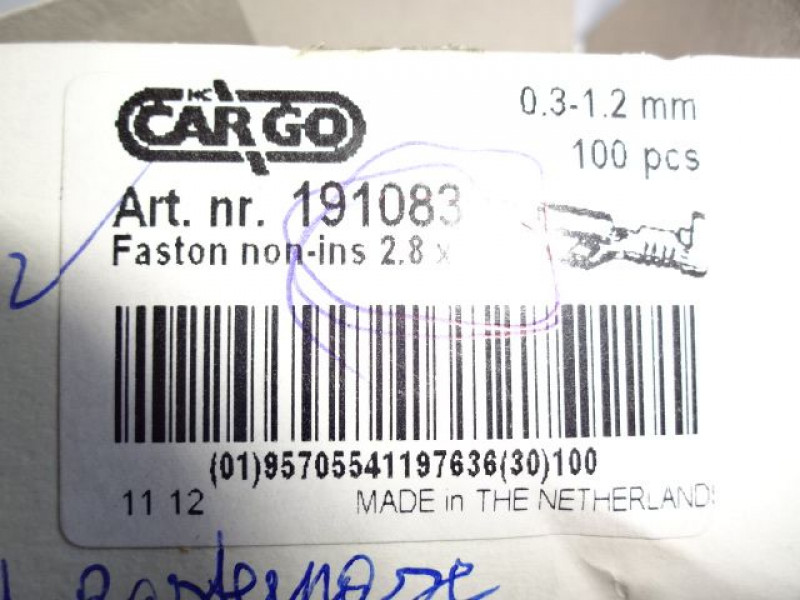 HC
CARGO
0.3-1.2 mm
100 pcs
Art. nr. 191083
Faston non-ins 2.8 x
(01)95705541197636(30)100
11 12
MADE in THE NETHERLANDS